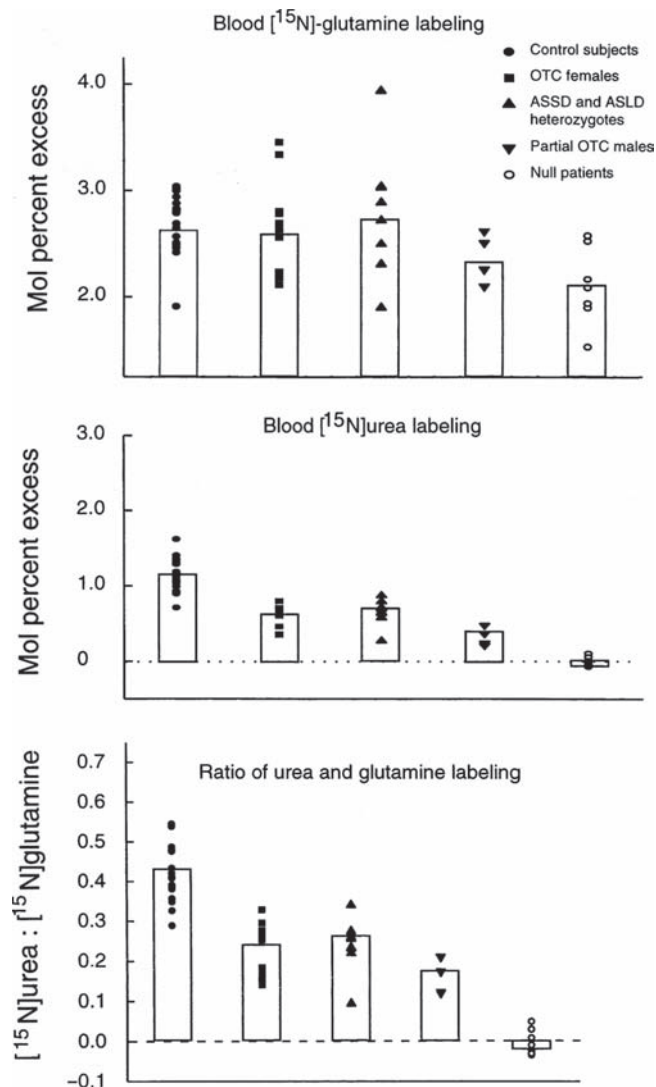 Blood [15N]-glutamine labeling
Control subjects
OTC females
ASSD and ASLD
heterozygotes
Partial OTC males
Null patients
Mol percent excess
4.0
3.0
2.0
Blood [15N]urea labeling
Mol percent excess
3.0
2.0
1.0
0
Ratio of urea and glutamine labeling
[15N]urea : [15N]glutamine
0.7
0.6
0.5
0.4
0.3
0.2
0.1
0.0
−0.1